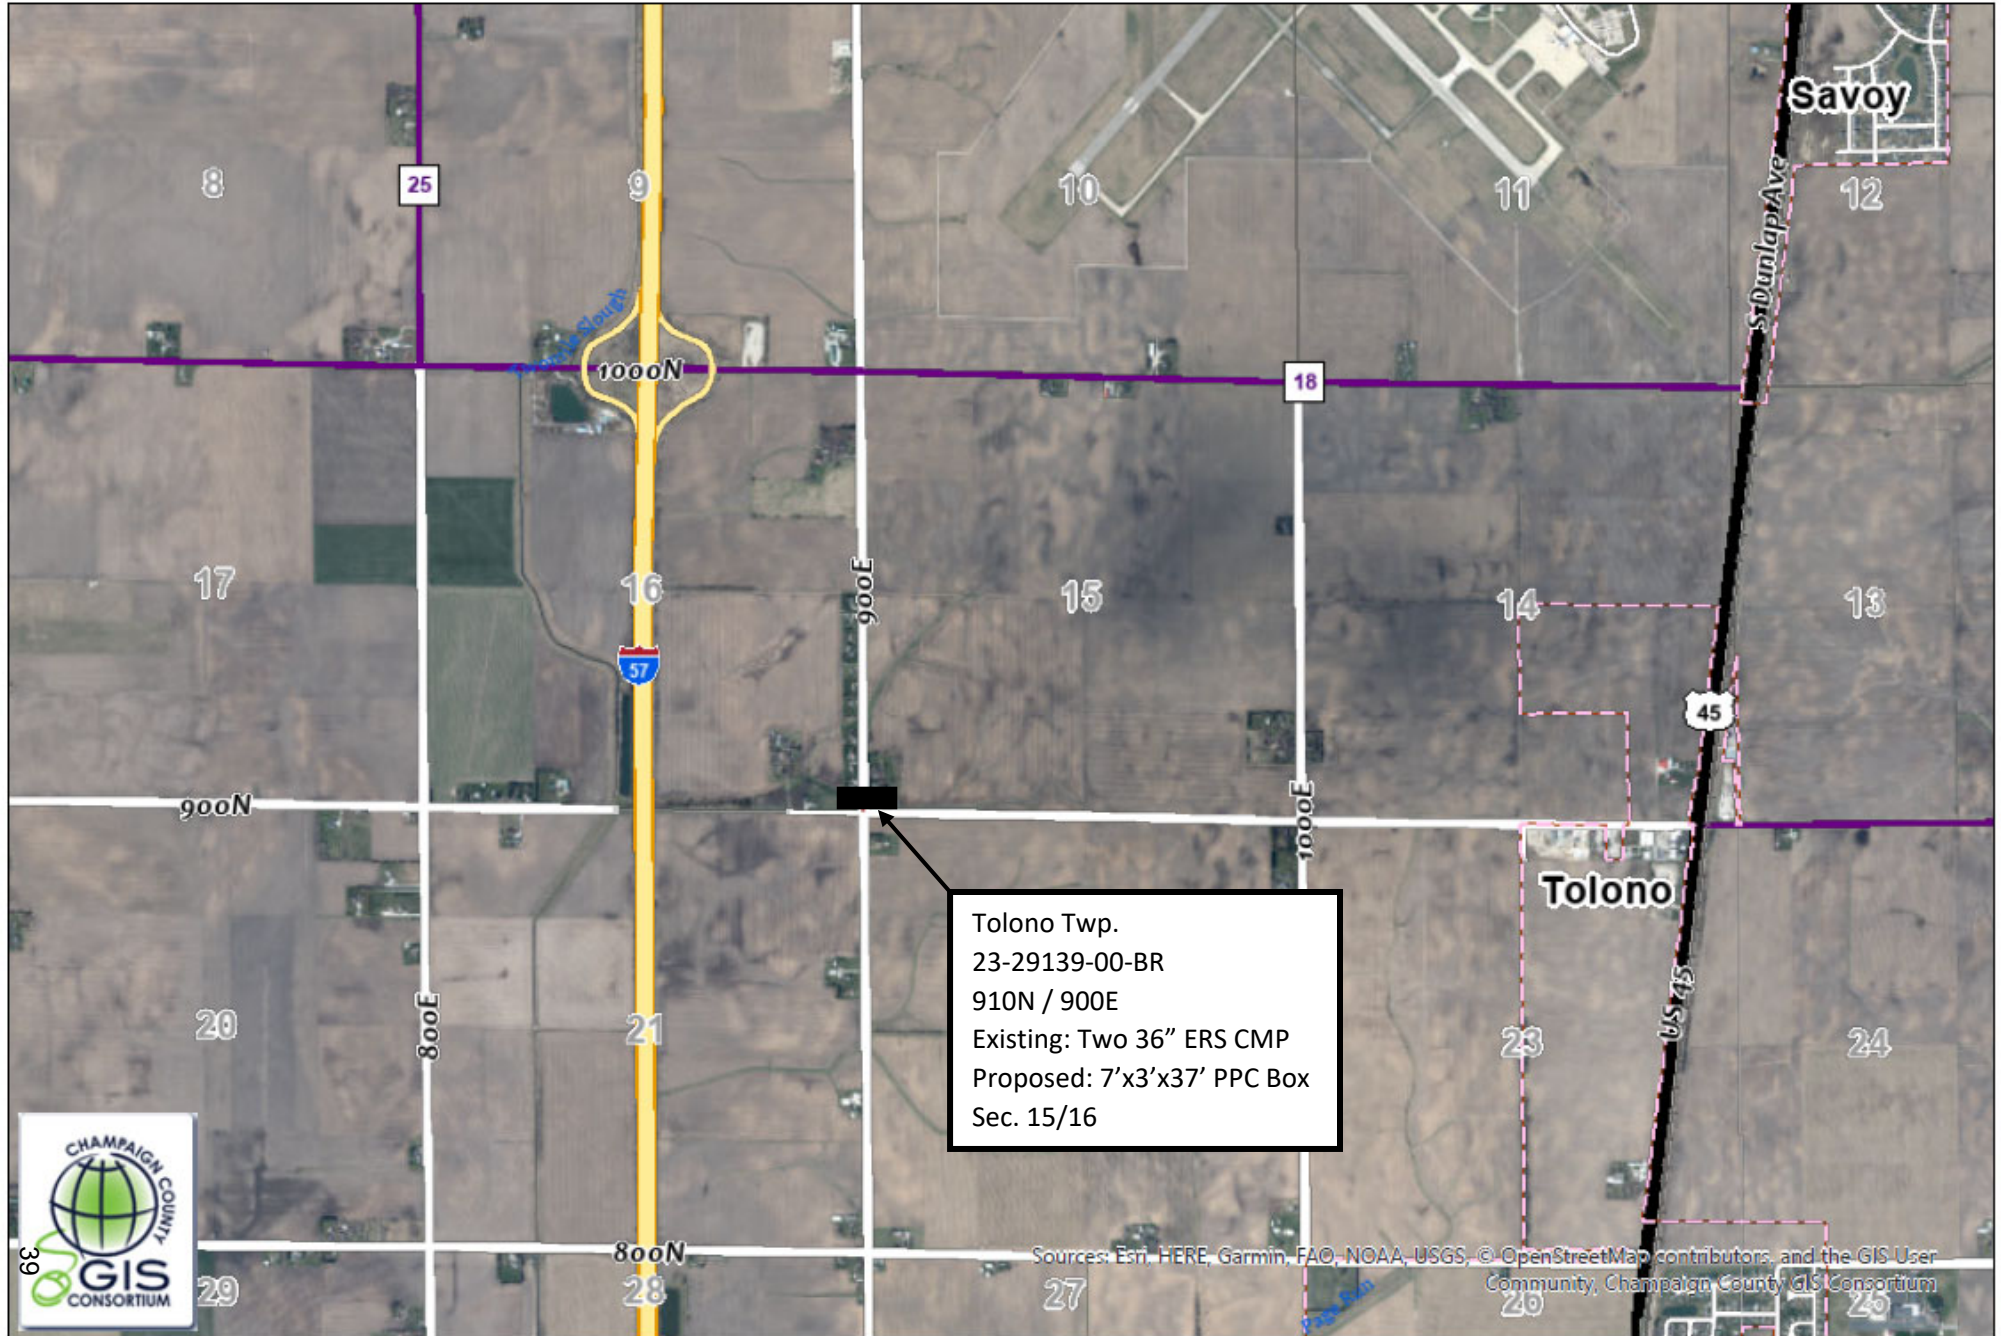 Savoy
8
25
9
10
11
12
S Dunlap Ave
1000N
18
17
16
900E
15
14
13
57
45
900N
1000E
Tolono
Tolono Twp.
23-29139-00-BR
910N / 900E
Existing: Two 36” ERS CMP
Proposed: 7’x3’x37’ PPC Box
Sec. 15/16
20
800E
21
US 45
23
24
CHAMPAIGN COUNTY
GIS
CONSORTIUM
39
800N
Sources: Esri, HERE, Garmin, FAO, NOAA, USGS, © OpenStreetMap contributors, and the GIS User
Community, Champaign County GIS Consortium
29
28
27
Page Run
26
25